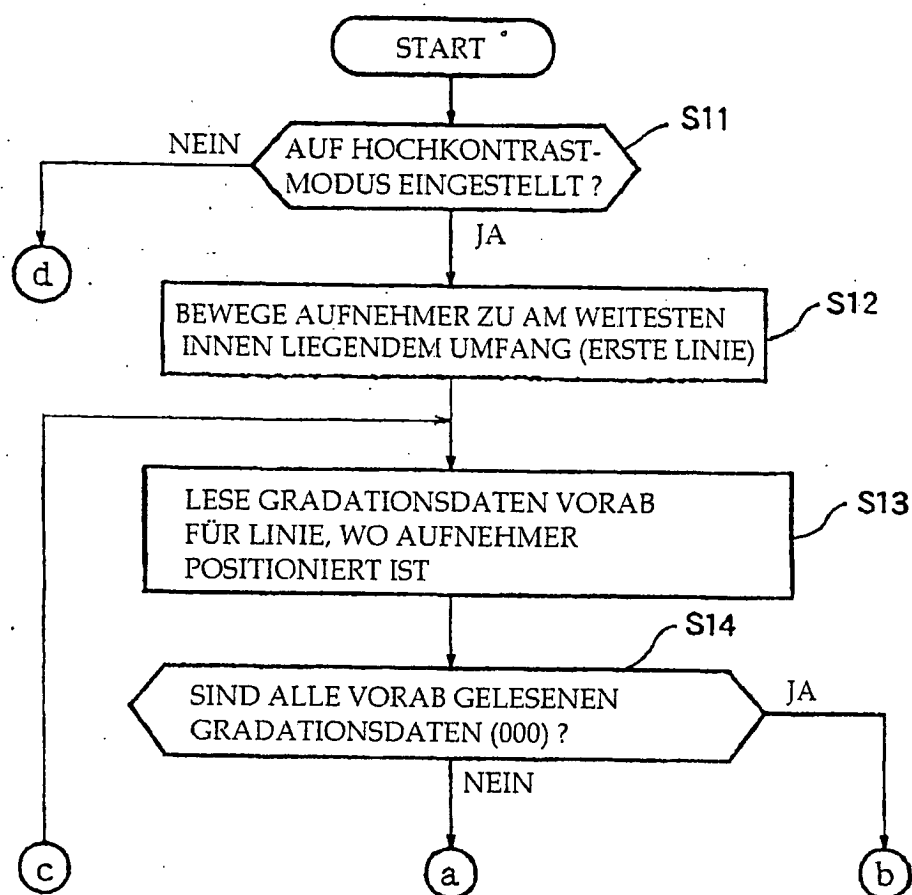 START
S11
NEIN
AUF HOCHKONTRAST-
MODUS EINGESTELLT ?
JA
d
S12
BEWEGE AUFNEHMER ZU AM WEITESTEN
INNEN LIEGENDEM UMFANG (ERSTE LINIE)
S13
LESE GRADATIONSDATEN VORAB
FÜR LINIE, WO AUFNEHMER
POSITIONIERT IST
S14
SIND ALLE VORAB GELESENEN
GRADATIONSDATEN (000) ?
JA
NEIN
c
a
b